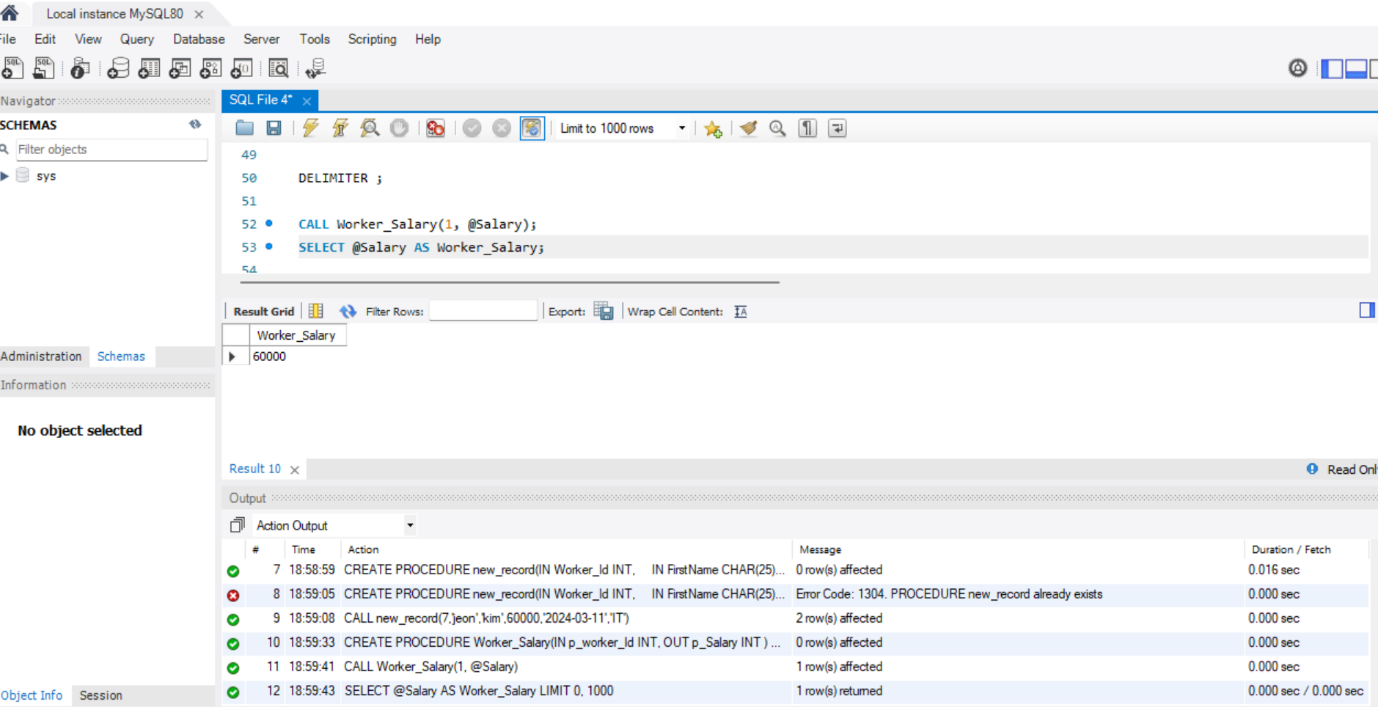 Local instance MySQL80 ×
File Edit View Query Database Server Tools Scripting Help
Navigator
SQL File 4* ×
SCHEMAS
Filter objects
Limit to 1000 rows
sys
49
50 DELIMITER ;
51
52 CALL Worker_Salary(1, @Salary);
53 SELECT @Salary AS Worker_Salary;
54
Result Grid Filter Rows: Export: Wrap Cell Content:
Worker_Salary
60000
Administration Schemas
Information
No object selected
Result 10 × Read Onl
Output
Action Output
# Time Action Message Duration / Fetch
7 18:58:59 CREATE PROCEDURE new_record(IN Worker_Id INT, IN FirstName CHAR(25)... 0 row(s) affected 0.016 sec
8 18:59:05 CREATE PROCEDURE new_record(IN Worker_Id INT, IN FirstName CHAR(25)... Error Code: 1304. PROCEDURE new_record already exists 0.000 sec
9 18:59:08 CALL new_record(7,'jeon','kim',60000,'2024-03-11','IT') 2 row(s) affected 0.000 sec
10 18:59:33 CREATE PROCEDURE Worker_Salary(IN p_worker_Id INT, OUT p_Salary INT ) ... 0 row(s) affected 0.000 sec
11 18:59:41 CALL Worker_Salary(1, @Salary) 1 row(s) affected 0.000 sec
12 18:59:43 SELECT @Salary AS Worker_Salary LIMIT 0, 1000 1 row(s) returned 0.000 sec / 0.000 sec
Object Info Session